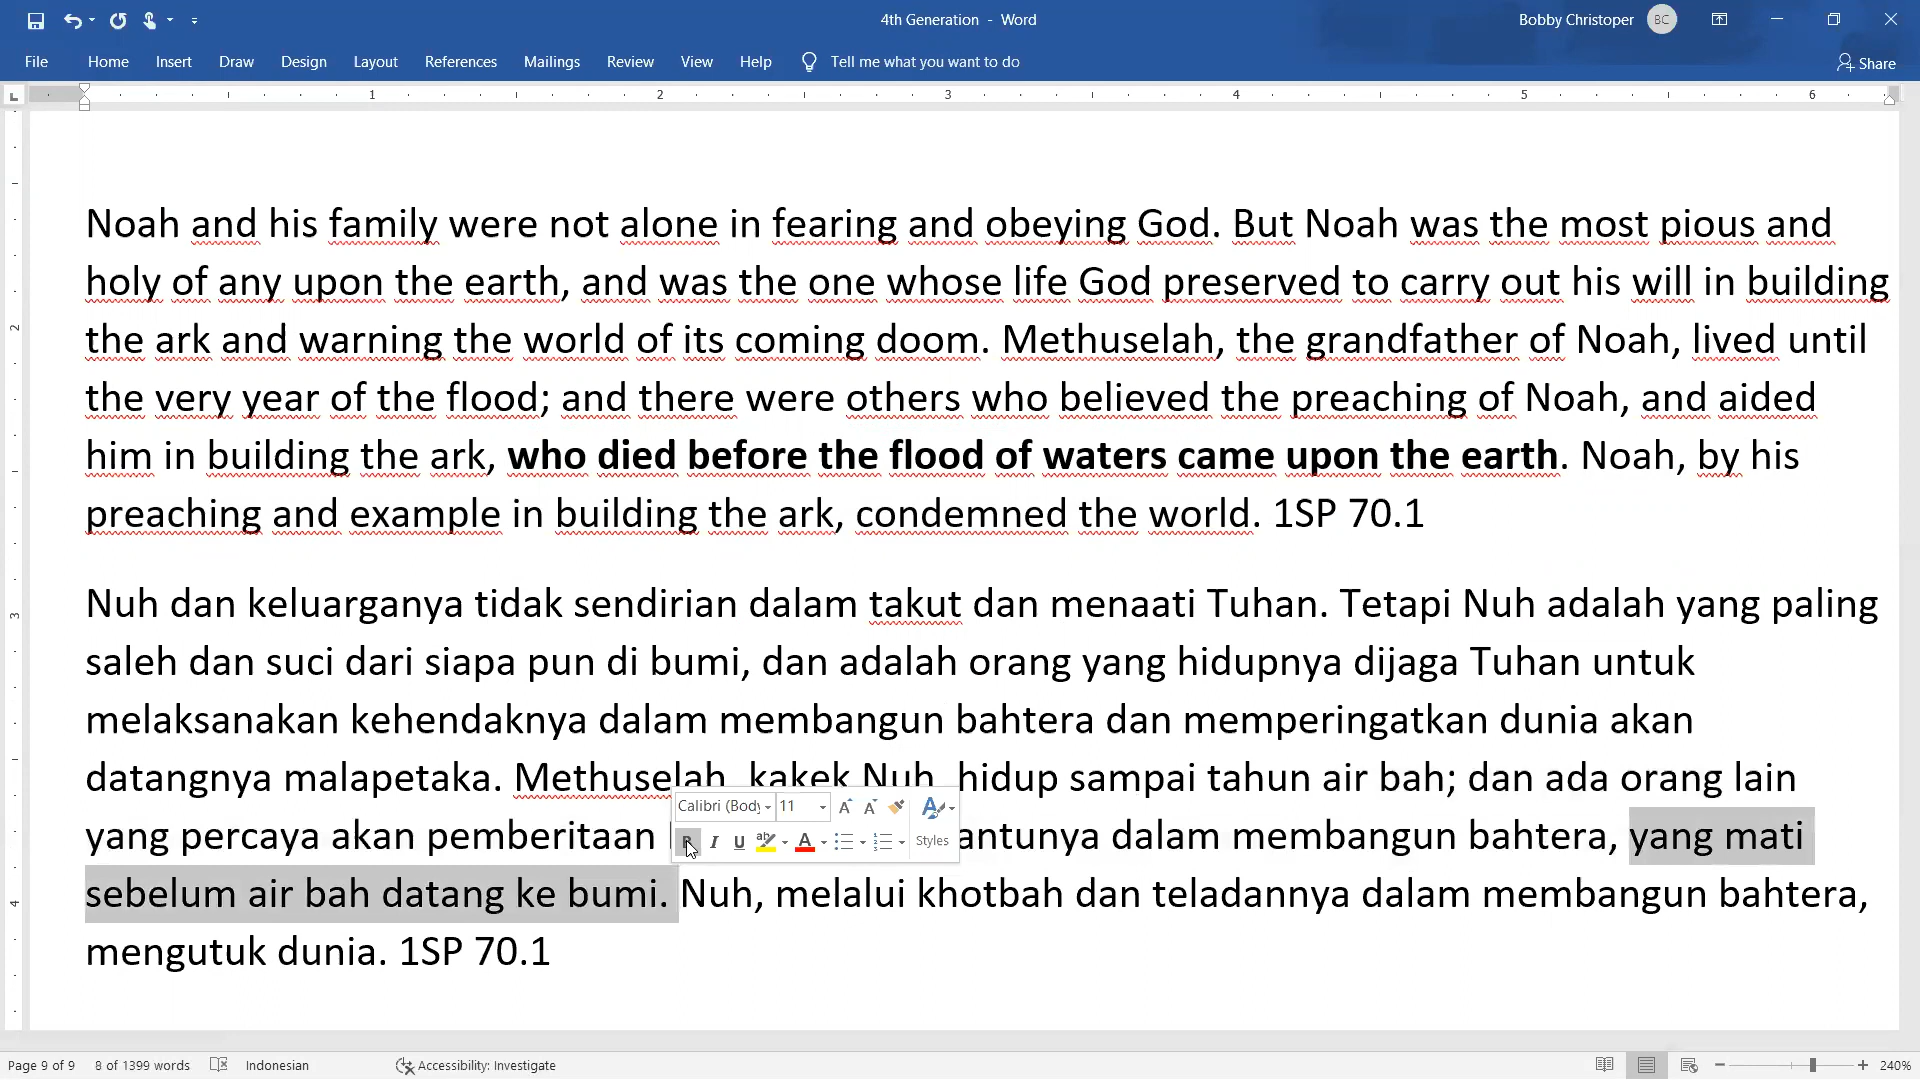 4th Generation - Word
Bobby Christoper
BC
File Home Insert Draw Design Layout References Mailings Review View Help Tell me what you want to do
Share
1 2 3 4 5 6
Noah and his family were not alone in fearing and obeying God. But Noah was the most pious and
holy of any upon the earth, and was the one whose life God preserved to carry out his will in building
the ark and warning the world of its coming doom. Methuselah, the grandfather of Noah, lived until
the very year of the flood; and there were others who believed the preaching of Noah, and aided
him in building the ark, who died before the flood of waters came upon the earth. Noah, by his
preaching and example in building the ark, condemned the world. 1SP 70.1
Nuh dan keluarganya tidak sendirian dalam takut dan menaati Tuhan. Tetapi Nuh adalah yang paling
saleh dan suci dari siapa pun di bumi, dan adalah orang yang hidupnya dijaga Tuhan untuk
melaksanakan kehendaknya dalam membangun bahtera dan memperingatkan dunia akan
datangnya malapetaka. Methuselah, kakek Nuh, hidup sampai tahun air bah; dan ada orang lain
Calibri (Body 11
yang percaya akan pemberitaan antunya dalam membangun bahtera, yang mati
B I U ab A Styles
sebelum air bah datang ke bumi. Nuh, melalui khotbah dan teladannya dalam membangun bahtera,
mengutuk dunia. 1SP 70.1
2
3
4
Page 9 of 9 8 of 1399 words Indonesian Accessibility: Investigate 240%